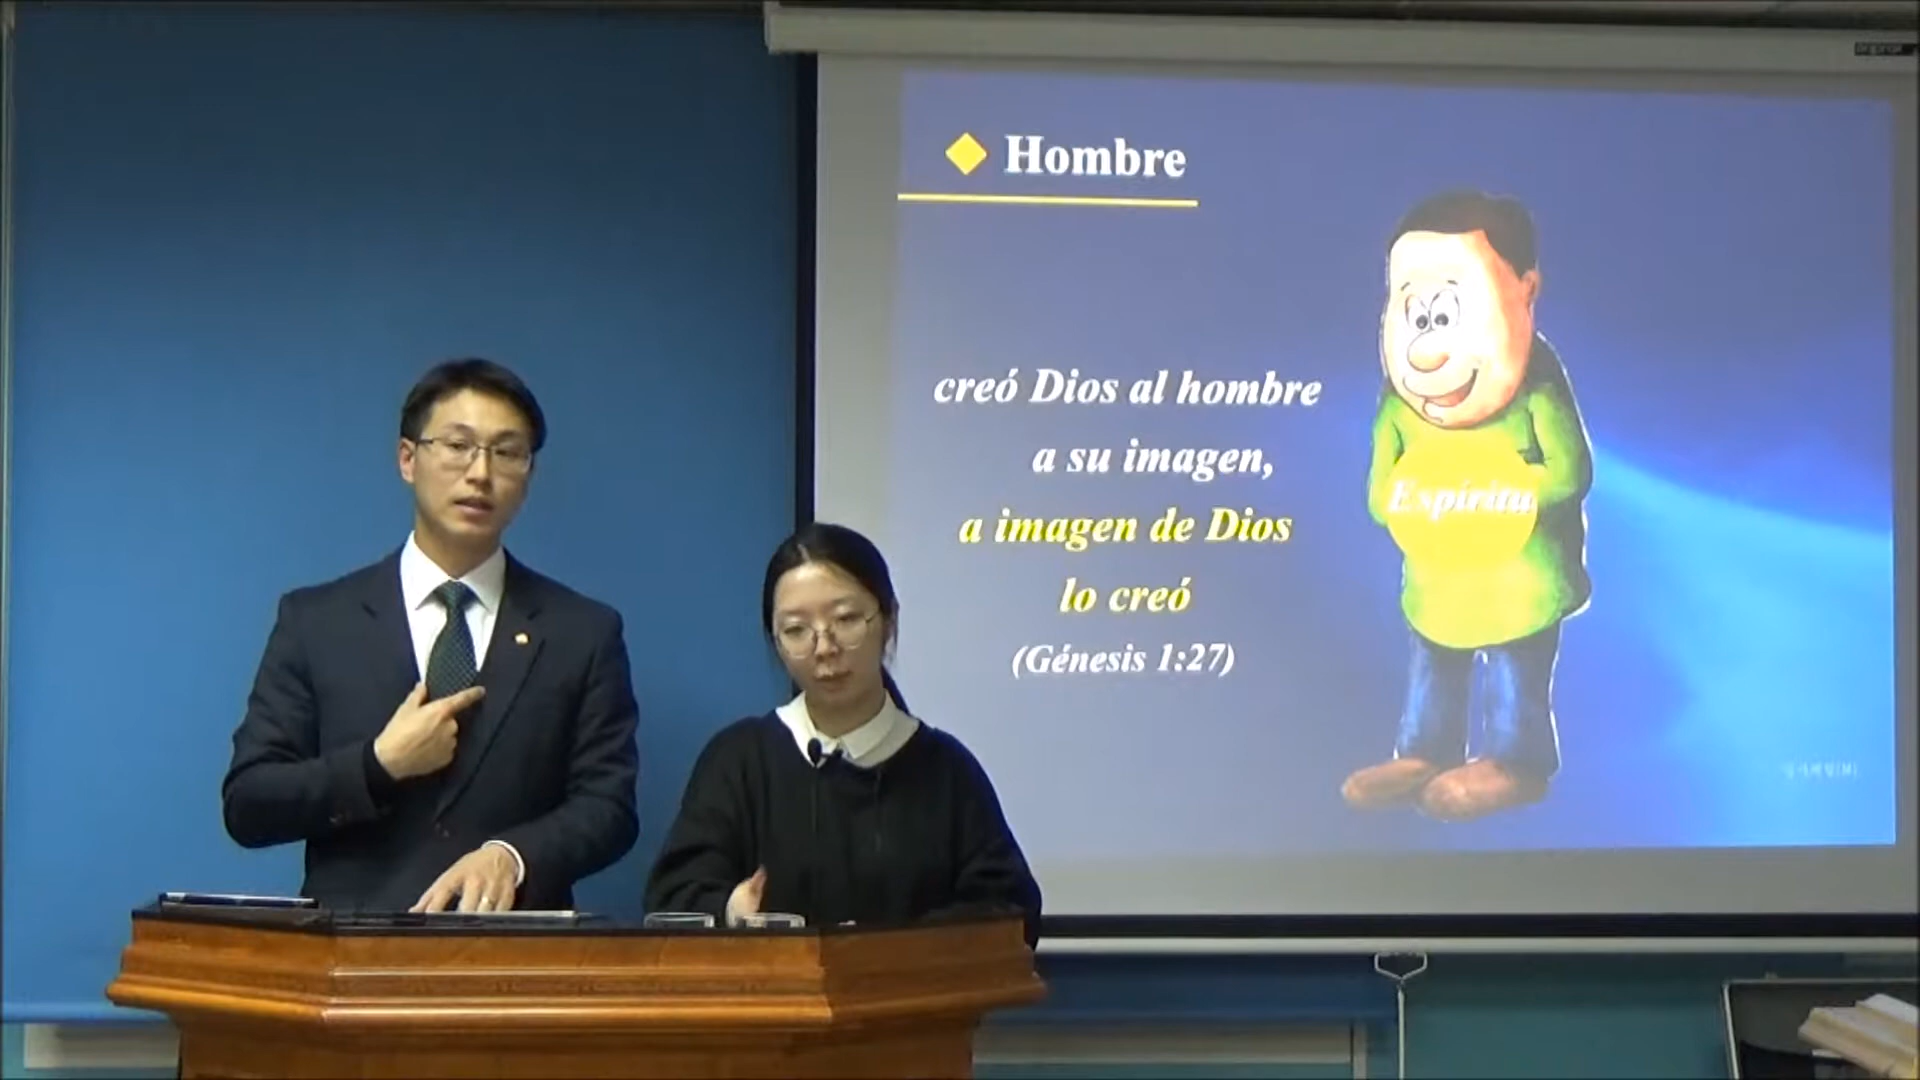 Hombre
creó Dios al hombre
a su imagen,
a imagen de Dios
lo creó
(Génesis 1:27)
Espíritu